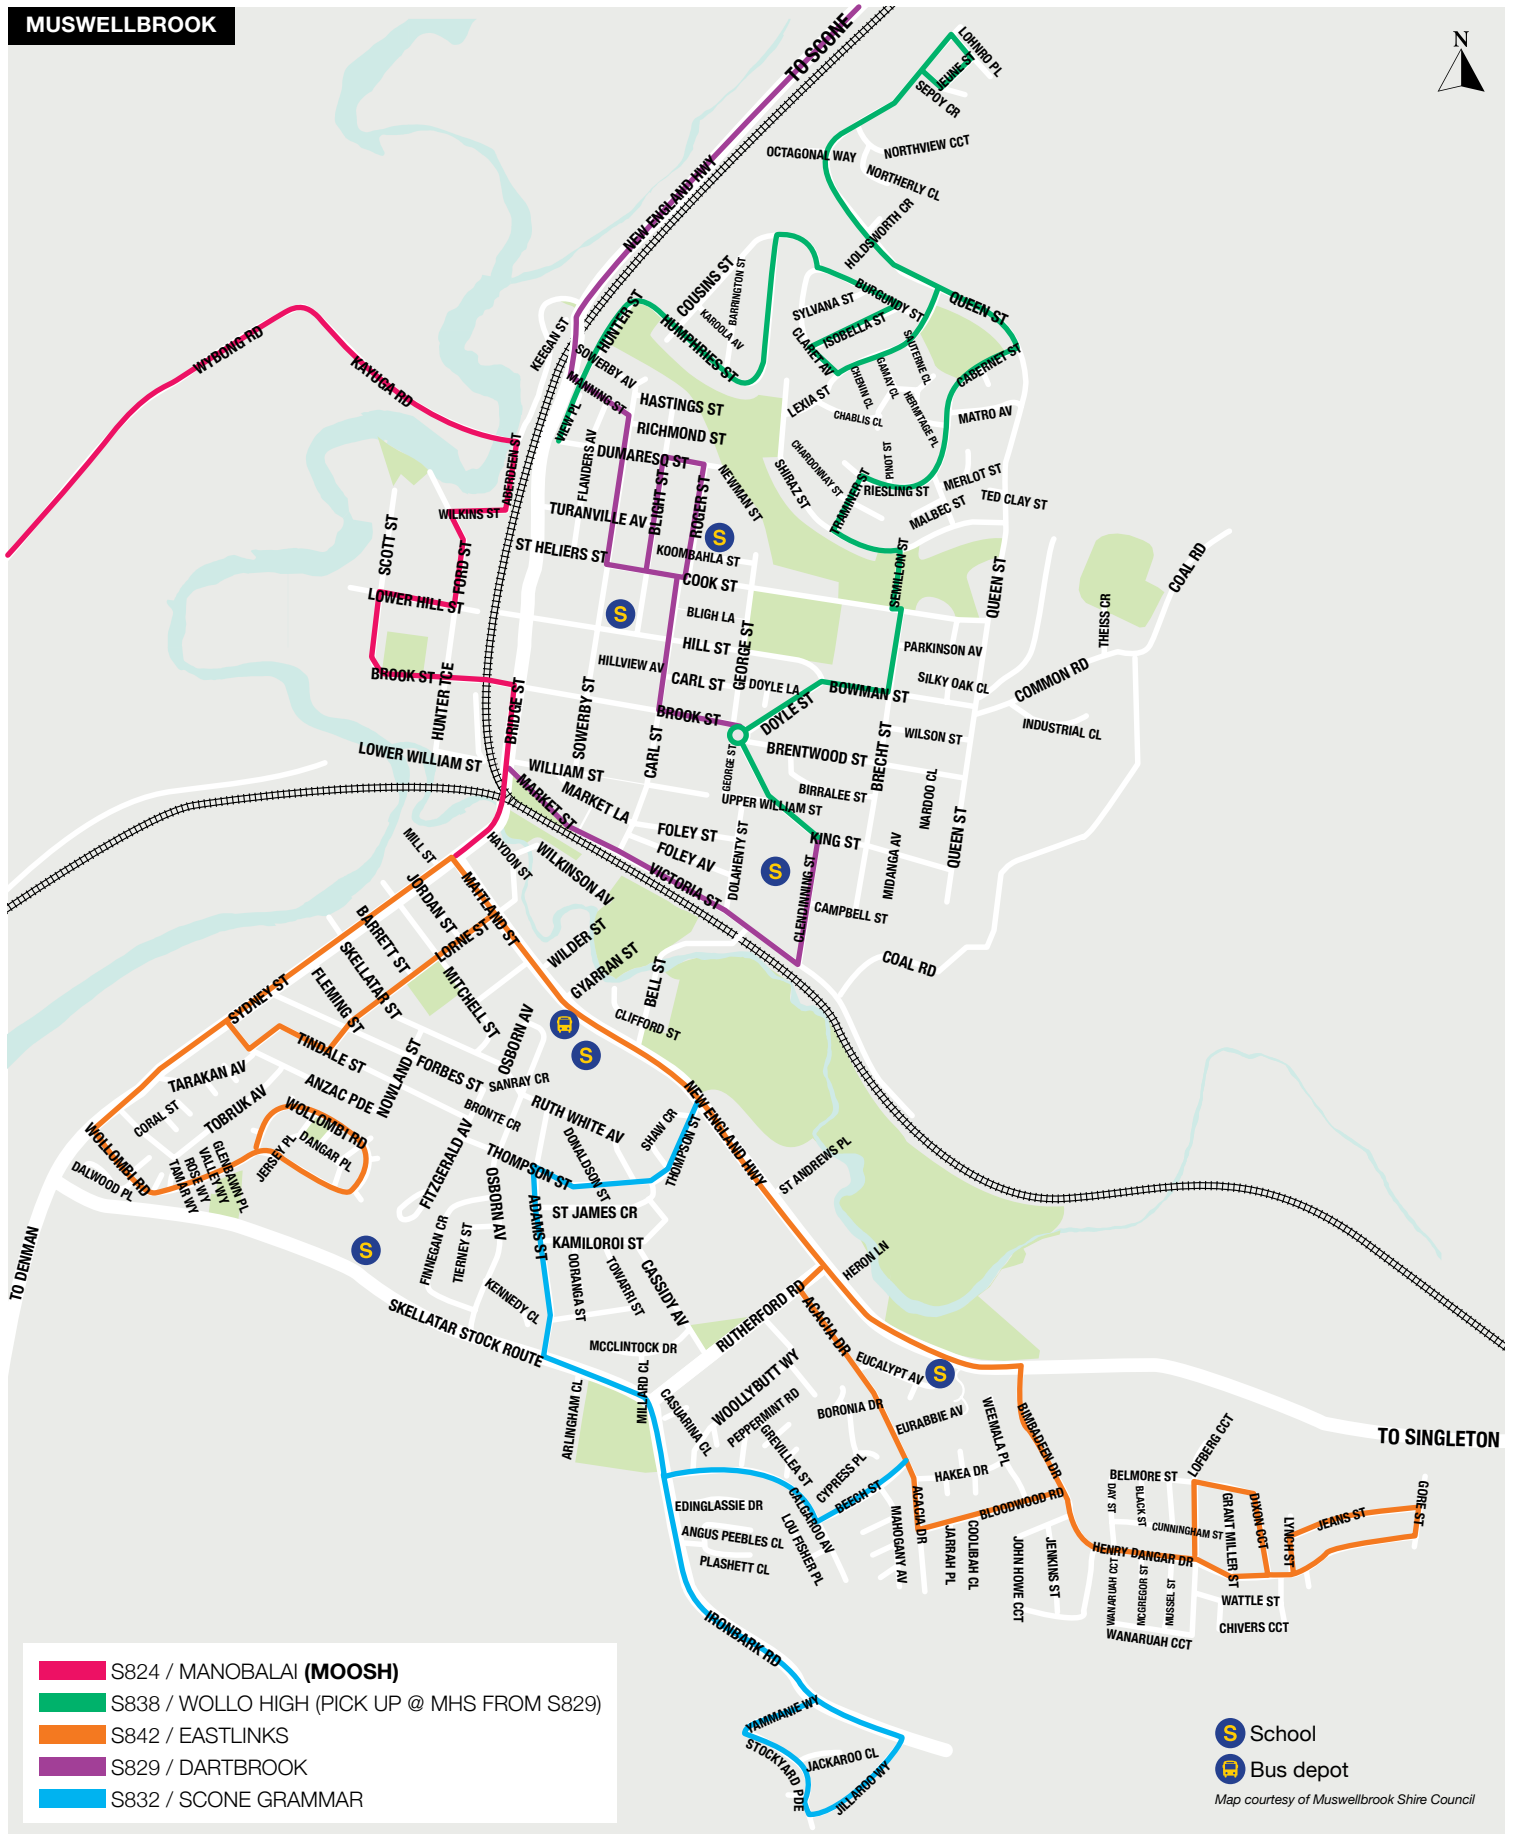 MUSWELLBROOK
TO SCONE
LOHNRO PL
JEUNE ST
SEPOY CR
N
OCTAGONAL WAY
NORTHVIEW CCT
NORTHERLY CL
NEW ENGLAND HWY
HOLDSWORTH CR
COUSINS ST
BARRINGTON ST
KAROOLA AV
BURGUNDY ST
QUEEN ST
SYLVANA ST
ISOBELLA ST
HUNTER ST
HUMPHRIES ST
KEEGAN ST
CLARET AV
SAUTERNE CL
CABERNET ST
WYBONG RD
KAYUGA RD
SOWERBY AV
MANNING ST
HASTINGS ST
LEXIA ST
CHENIN CL
GAMAY CL
HERMITAGE PL
CHABLIS CL
MATRO AV
VIEW PL
RICHMOND ST
FLANDERS AV
DUMARESQ ST
PINOT ST
ABERDEEN ST
BLIGHT ST
ROGER ST
NEWMAN ST
SHIRAZ ST
CHARDONNAY ST
TRAMINER ST
RIESLING ST
MERLOT ST
MALBEC ST
TED CLAY ST
WILKINS ST
TURANVILLE AV
SCOTT ST
ST HELIERS ST
KOOMBAHLA ST
S
FORD ST
COOK ST
SEMILLON ST
QUEEN ST
COAL RD
LOWER HILL ST
S
BLIGH LA
THEISS CR
HILL ST
GEORGE ST
PARKINSON AV
HILLVIEW AV
BROOK ST
HUNTER TCE
CARL ST
DOYLE LA
BOWMAN ST
SILKY OAK CL
COMMON RD
BRIDGE ST
SOWERBY ST
BROOK ST
DOYLE ST
WILSON ST
INDUSTRIAL CL
LOWER WILLIAM ST
WILLIAM ST
CARL ST
GEORGE ST
BRENTWOOD ST
BRECHT ST
MARKET ST
MARKET LA
BIRRALEE ST
NARDOO CL
UPPER WILLIAM ST
FOLEY ST
KING ST
QUEEN ST
MILL ST
HAYDON ST
WILKINSON AV
FOLEY AV
DOLAHENTY ST
S
MIDANGA AV
JORDAN ST
MAITLAND ST
VICTORIA ST
GLENDINNING ST
CAMPBELL ST
BARRETT ST
LORNE ST
WILDER ST
SKELLATAR ST
GYARRAN ST
COAL RD
FLEMING ST
MITCHELL ST
BELL ST
SYDNEY ST
OSBORN AV
CLIFFORD ST
TINDALE ST
S
TARAKAN AV
NOWLAND ST
FORBES ST
SANRAY CR
ANZAC PDE
NEW ENGLAND HWY
CORAL ST
TOBRUK AV
WOLLOMBI RD
BRONTE CR
RUTH WHITE AV
SHAW CR
THOMPSON ST
WOLLOMBI RD
DANGAR PL
JERSEY PL
GLENBAWN PL
VALLEY WY
ROSE WY
TAMAR WY
DALWOOD PL
FITZGERALD AV
THOMPSON ST
DONALDSON ST
ST ANDREWS PL
OSBORN AV
ADAMS ST
ST JAMES CR
S
FINNEGAN CR
TIERNEY ST
KAMILOROI ST
TO DENMAN
KENNEDY CL
OORANGA ST
TOWARRI ST
CASSIDY AV
HERON LN
SKELLATAR STOCK ROUTE
RUTHERFORD RD
ACACIA DR
MCCLINTOCK DR
EUCALYPT AV
S
ARLINGHAM CL
MILLARD CL
WOOLLYBUTT WY
CASUARINA CL
PEPPERMINT RD
BORONIA DR
EURABBIE AV
WEEMALA PL
BIMBADEEN DR
GREVILLEA ST
CYPRESS PL
LOFBERG CCT
TO SINGLETON
EDINGLASSIE DR
CALGAROO AV
BEECH ST
HAKEA DR
BLOODWOOD RD
BELMORE ST
DAY ST
BLACK ST
GRANT MILLER ST
DIXON CCT
GORE ST
JEANS ST
LYNCH ST
CUNNINGHAM ST
ANGUS PEEBLES CL
LOU FISHER PL
PLASHETT CL
MAHOGANY AV
ACACIA DR
JARRAH PL
COOLIBAH CL
JOHN HOWE CCT
JENKINS ST
HENRY DANGAR DR
WANARUAH CCT
MCGREGOR ST
MUSSEL ST
WATTLE ST
CHIVERS CCT
WANARUAH CCT
IRONBARK RD
YAMMANIE WY
STOCKYARD PDE
JACKAROO CL
JILLAROO WY
S824 / MANOBALAI (MOOSH)
S838 / WOLLO HIGH (PICK UP @ MHS FROM S829)
S842 / EASTLINKS
S829 / DARTBROOK
S832 / SCONE GRAMMAR
S School
Bus depot
Map courtesy of Muswellbrook Shire Council